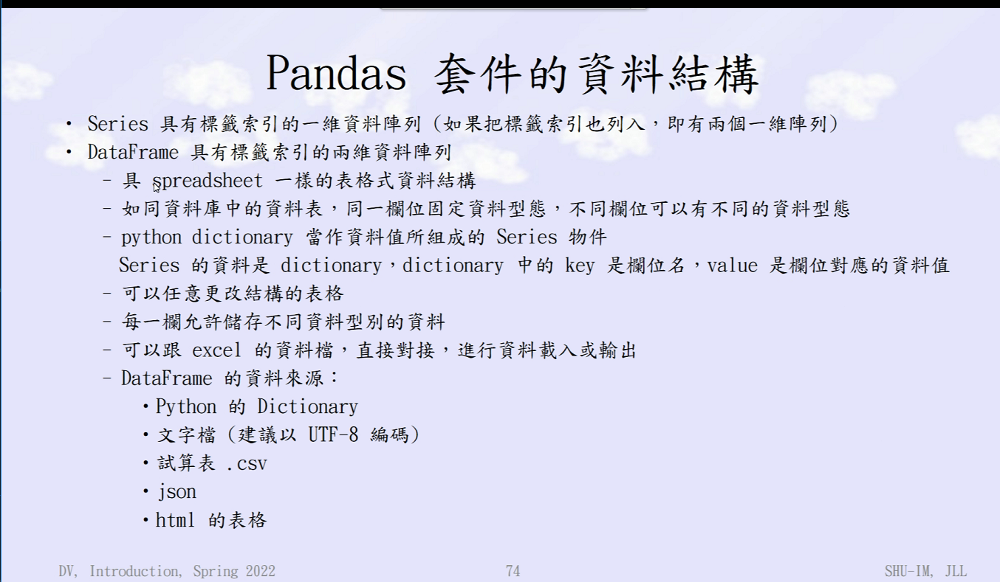 Pandas 套件的資料結構
• Series 具有標籤索引的一維資料陣列 (如果把標籤索引也列入，即有兩個一維陣列)
• DataFrame 具有標籤索引的兩維資料陣列
– 具 spreadsheet 一樣的表格式資料結構
– 如同資料庫中的資料表，同一欄位固定資料型態，不同欄位可以有不同的資料型態
– python dictionary 當作資料值所組成的 Series 物件
Series 的資料是 dictionary，dictionary 中的 key 是欄位名，value 是欄位對應的資料值
– 可以任意更改結構的表格
– 每一欄允許儲存不同資料型別的資料
– 可以跟 excel 的資料檔，直接對接，進行資料載入或輸出
– DataFrame 的資料來源：
•Python 的 Dictionary
•文字檔 (建議以 UTF-8 編碼)
•試算表 .csv
•json
•html 的表格
DV, Introduction, Spring 2022
74
SHU-IM, JLL